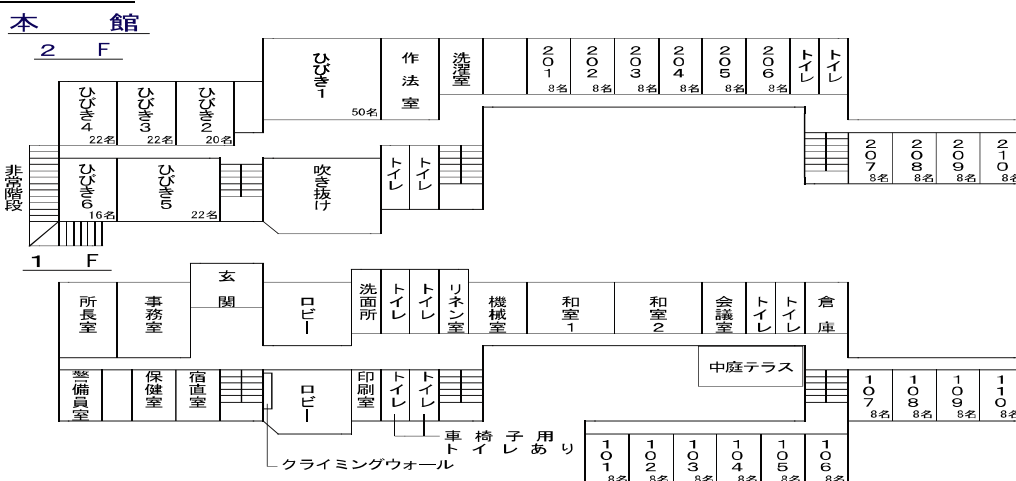 本 館
2 F
ひびき1
50名
作法室
洗濯室
201
8名
202
8名
203
8名
204
8名
205
8名
206
8名
トイレ
トイレ
ひびき4
22名
ひびき3
22名
ひびき2
20名
非常階段
ひびき6
16名
ひびき5
22名
吹き抜け
トイレ
トイレ
207
8名
208
8名
209
8名
210
8名
1 F
所長室
事務室
玄関
ロビー
洗面所
トイレ
トイレ
リネン室
機械室
和室1
和室2
会議室
トイレ
トイレ
倉庫
警備員室
保健室
宿直室
ロビー
印刷室
トイレ
トイレ
中庭テラス
107
8名
108
8名
109
8名
110
8名
車椅子用
トイレあり
クライミングウォール
101
8名
102
8名
103
8名
104
8名
105
8名
106
8名